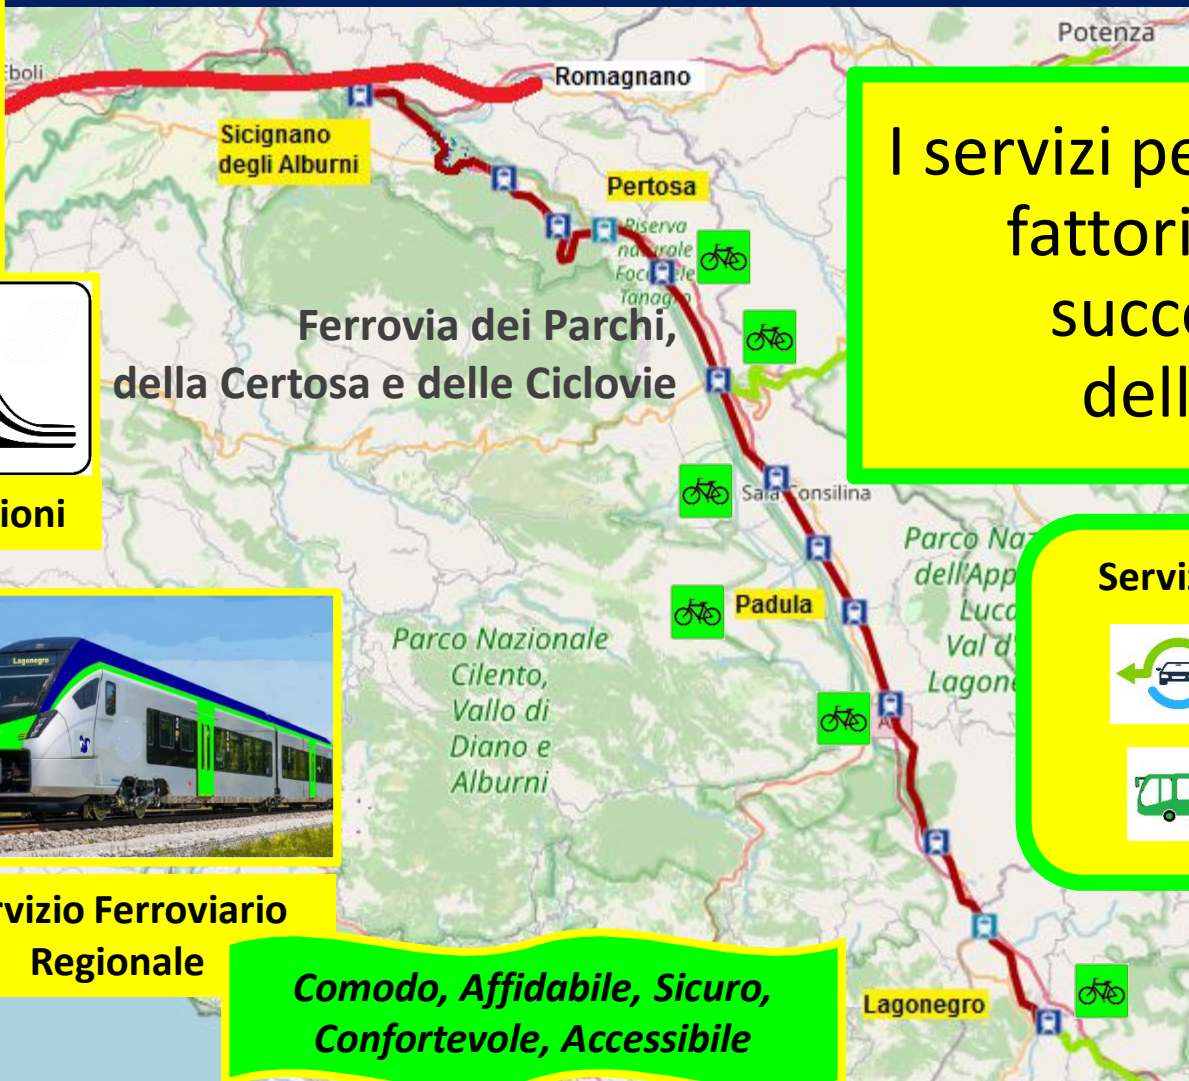 Potenza
Eboli
Romagnano
Sicignano
degli Alburni
Pertosa
Riserva
naturale
Foce Sele
Tanagro
I servizi pe
fattori
succ
dell
Ferrovia dei Parchi,
della Certosa e delle Ciclovie
ioni
Sala Consilina
Parco Naz
dell'App
Luca
Val d'
Lagone
Serviz
Padula
Parco Nazionale
Cilento,
Vallo di
Diano e
Alburni
Lagonegro
rvizio Ferroviario
Regionale
Comodo, Affidabile, Sicuro,
Confortevole, Accessibile
Lagonegro